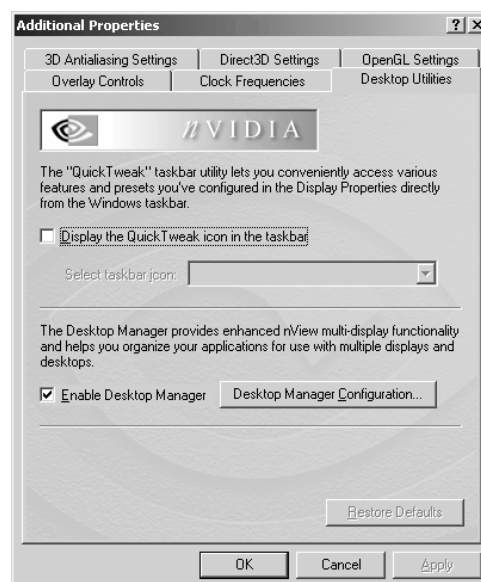 Additional Properties
3D Antialiasing Settings
Direct3D Settings
OpenGL Settings
Overlay Controls
Clock Frequencies
Desktop Utilities
nVIDIA
The "QuickTweak" taskbar utility lets you conveniently access various
features and presets you've configured in the Display Properties directly
from the Windows taskbar.
Display the QuickTweak icon in the taskbar
Select taskbar icon:
The Desktop Manager provides enhanced nView multi-display functionality
and helps you organize your applications for use with multiple displays and
desktops.
Enable Desktop Manager
Desktop Manager Configuration...
Restore Defaults
OK
Cancel
Apply